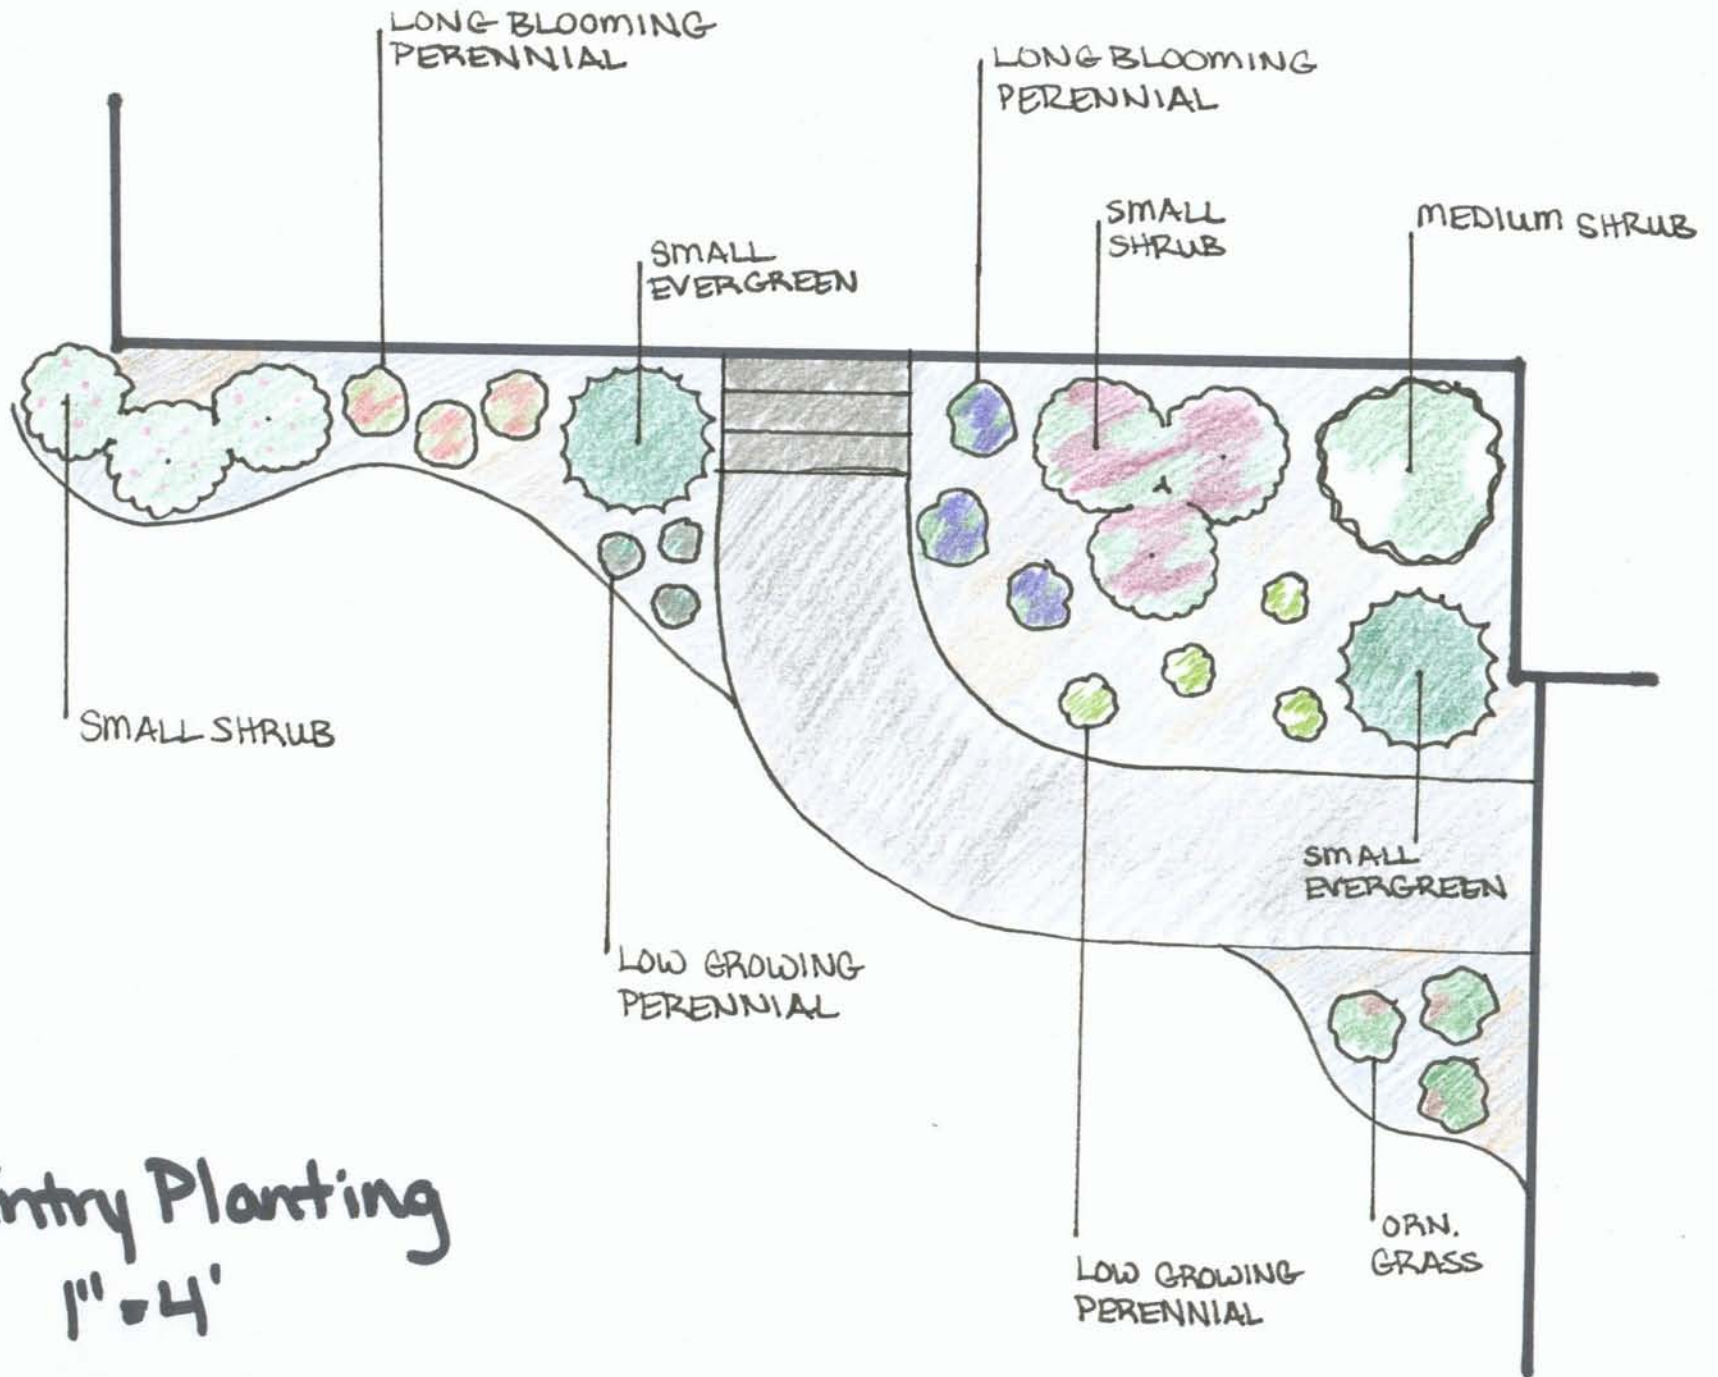 LONG BLOOMING
PERENNIAL
LONG BLOOMING
PERENNIAL
SMALL
SHRUB
MEDIUM SHRUB
SMALL
EVERGREEN
SMALL SHRUB
SMALL
EVERGREEN
LOW GROWING
PERENNIAL
ORN.
GRASS
LOW GROWING
PERENNIAL
ntry Planting
1"=4'